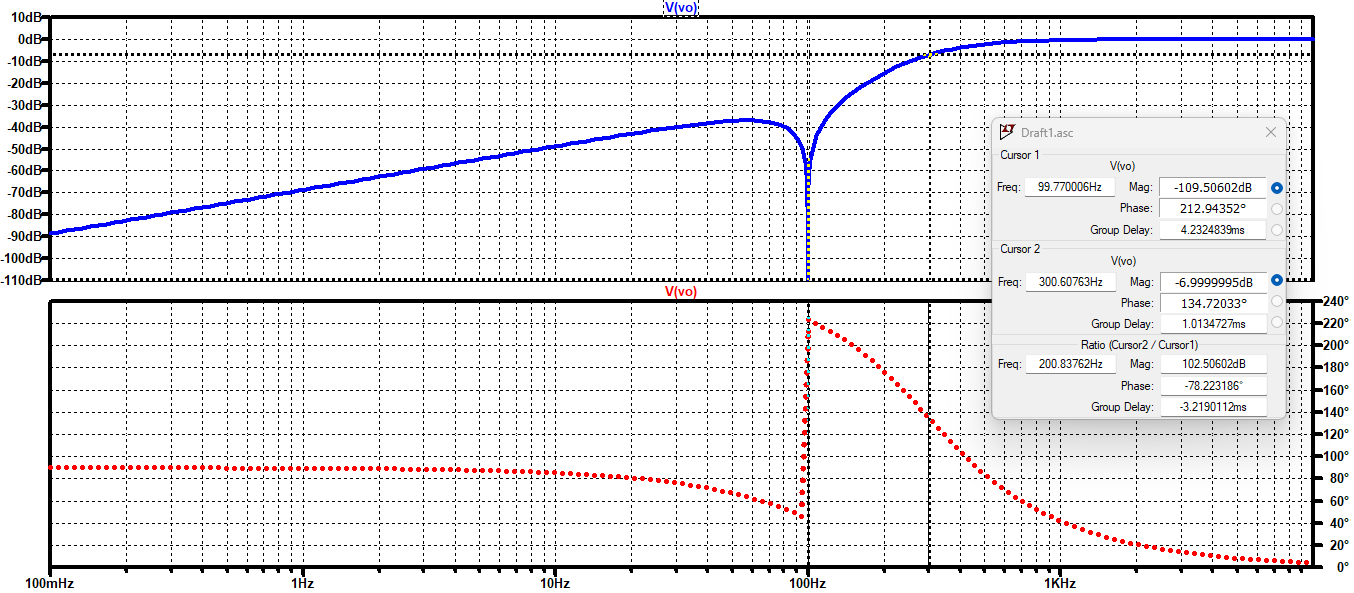 V(vo)
10dB
0dB
-10dB
-20dB
-30dB
-40dB
-50dB
-60dB
-70dB
-80dB
-90dB
-100dB
-110dB
Draft1.asc
Cursor 1
V(vo)
Freq: 99.770006Hz Mag: -109.50602dB
Phase: 212.94352°
Group Delay: 4.2324839ms
Cursor 2
V(vo)
Freq: 300.60763Hz Mag: -6.9999995dB
Phase: 134.72033°
Group Delay: 1.0134727ms
Ratio (Cursor2 / Cursor1)
Freq: 200.83762Hz Mag: 102.50602dB
Phase: -78.223186°
Group Delay: -3.2190112ms
V(vo)
240°
220°
200°
180°
160°
140°
120°
100°
80°
60°
40°
20°
0°
100mHz 1Hz 10Hz 100Hz 1KHz